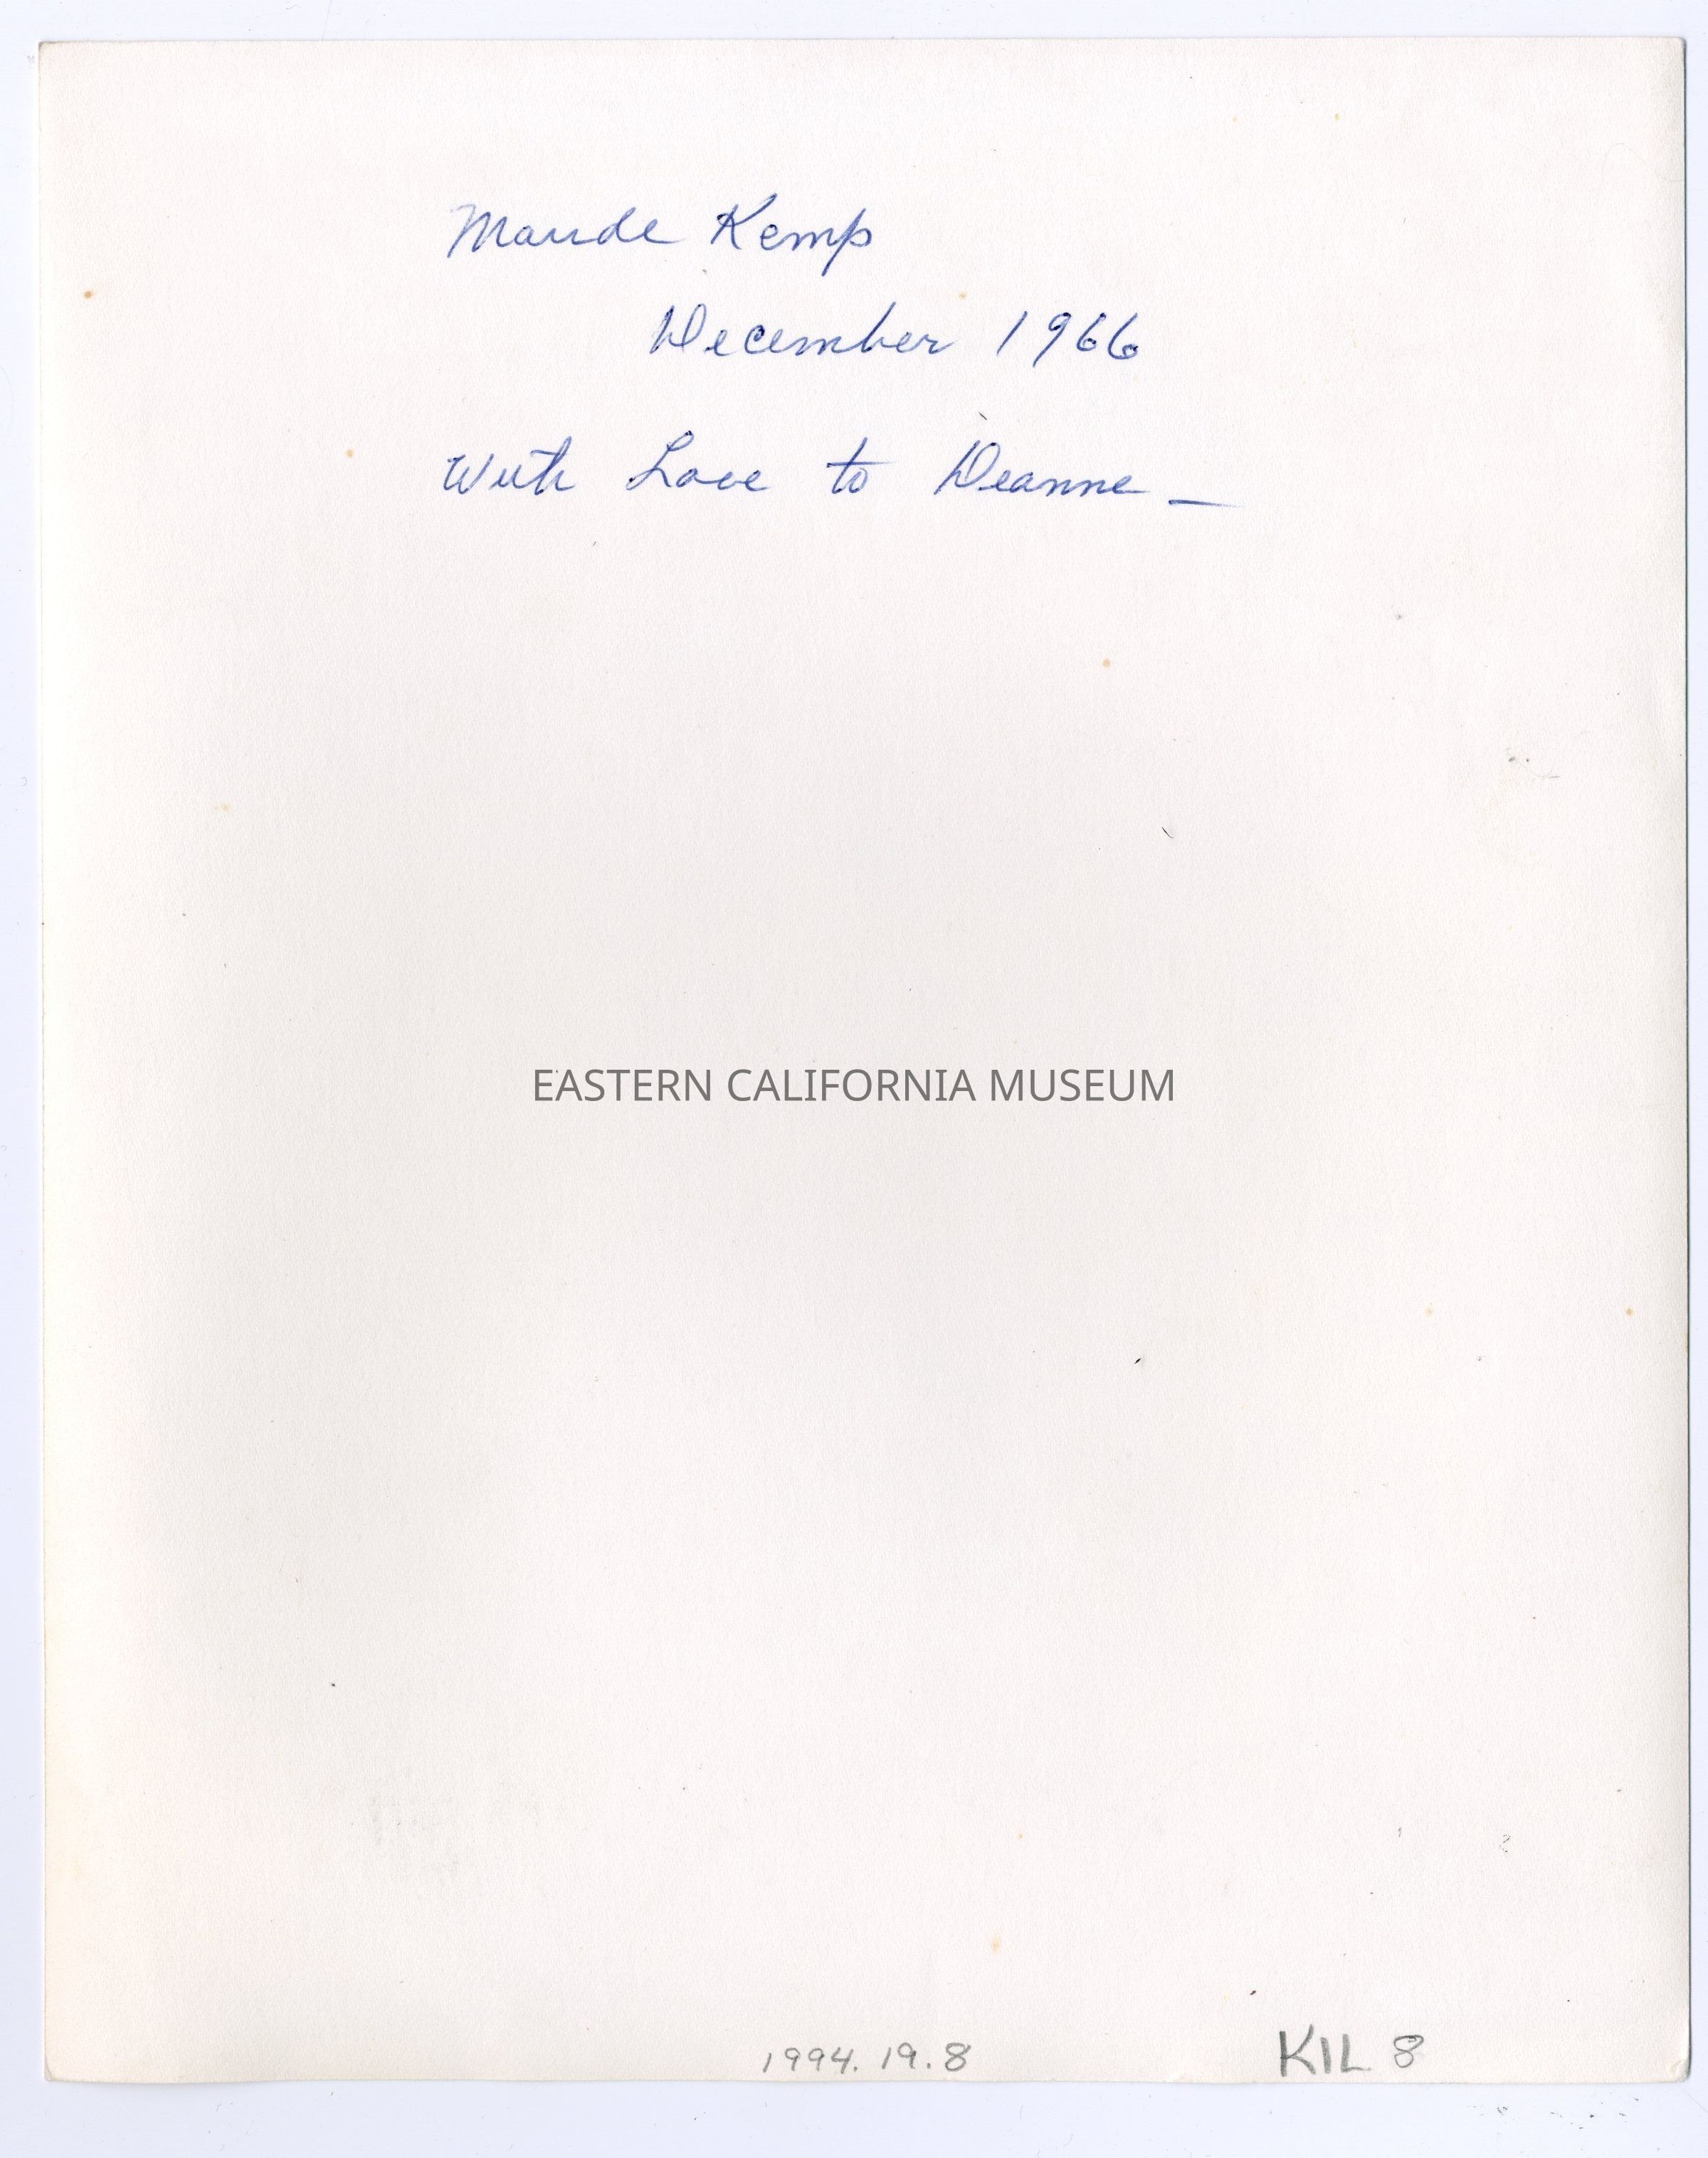 Maude Kemp
December 1966
With Love to Deanne —
EASTERN CALIFORNIA MUSEUM
1994.19.8
KIL 8